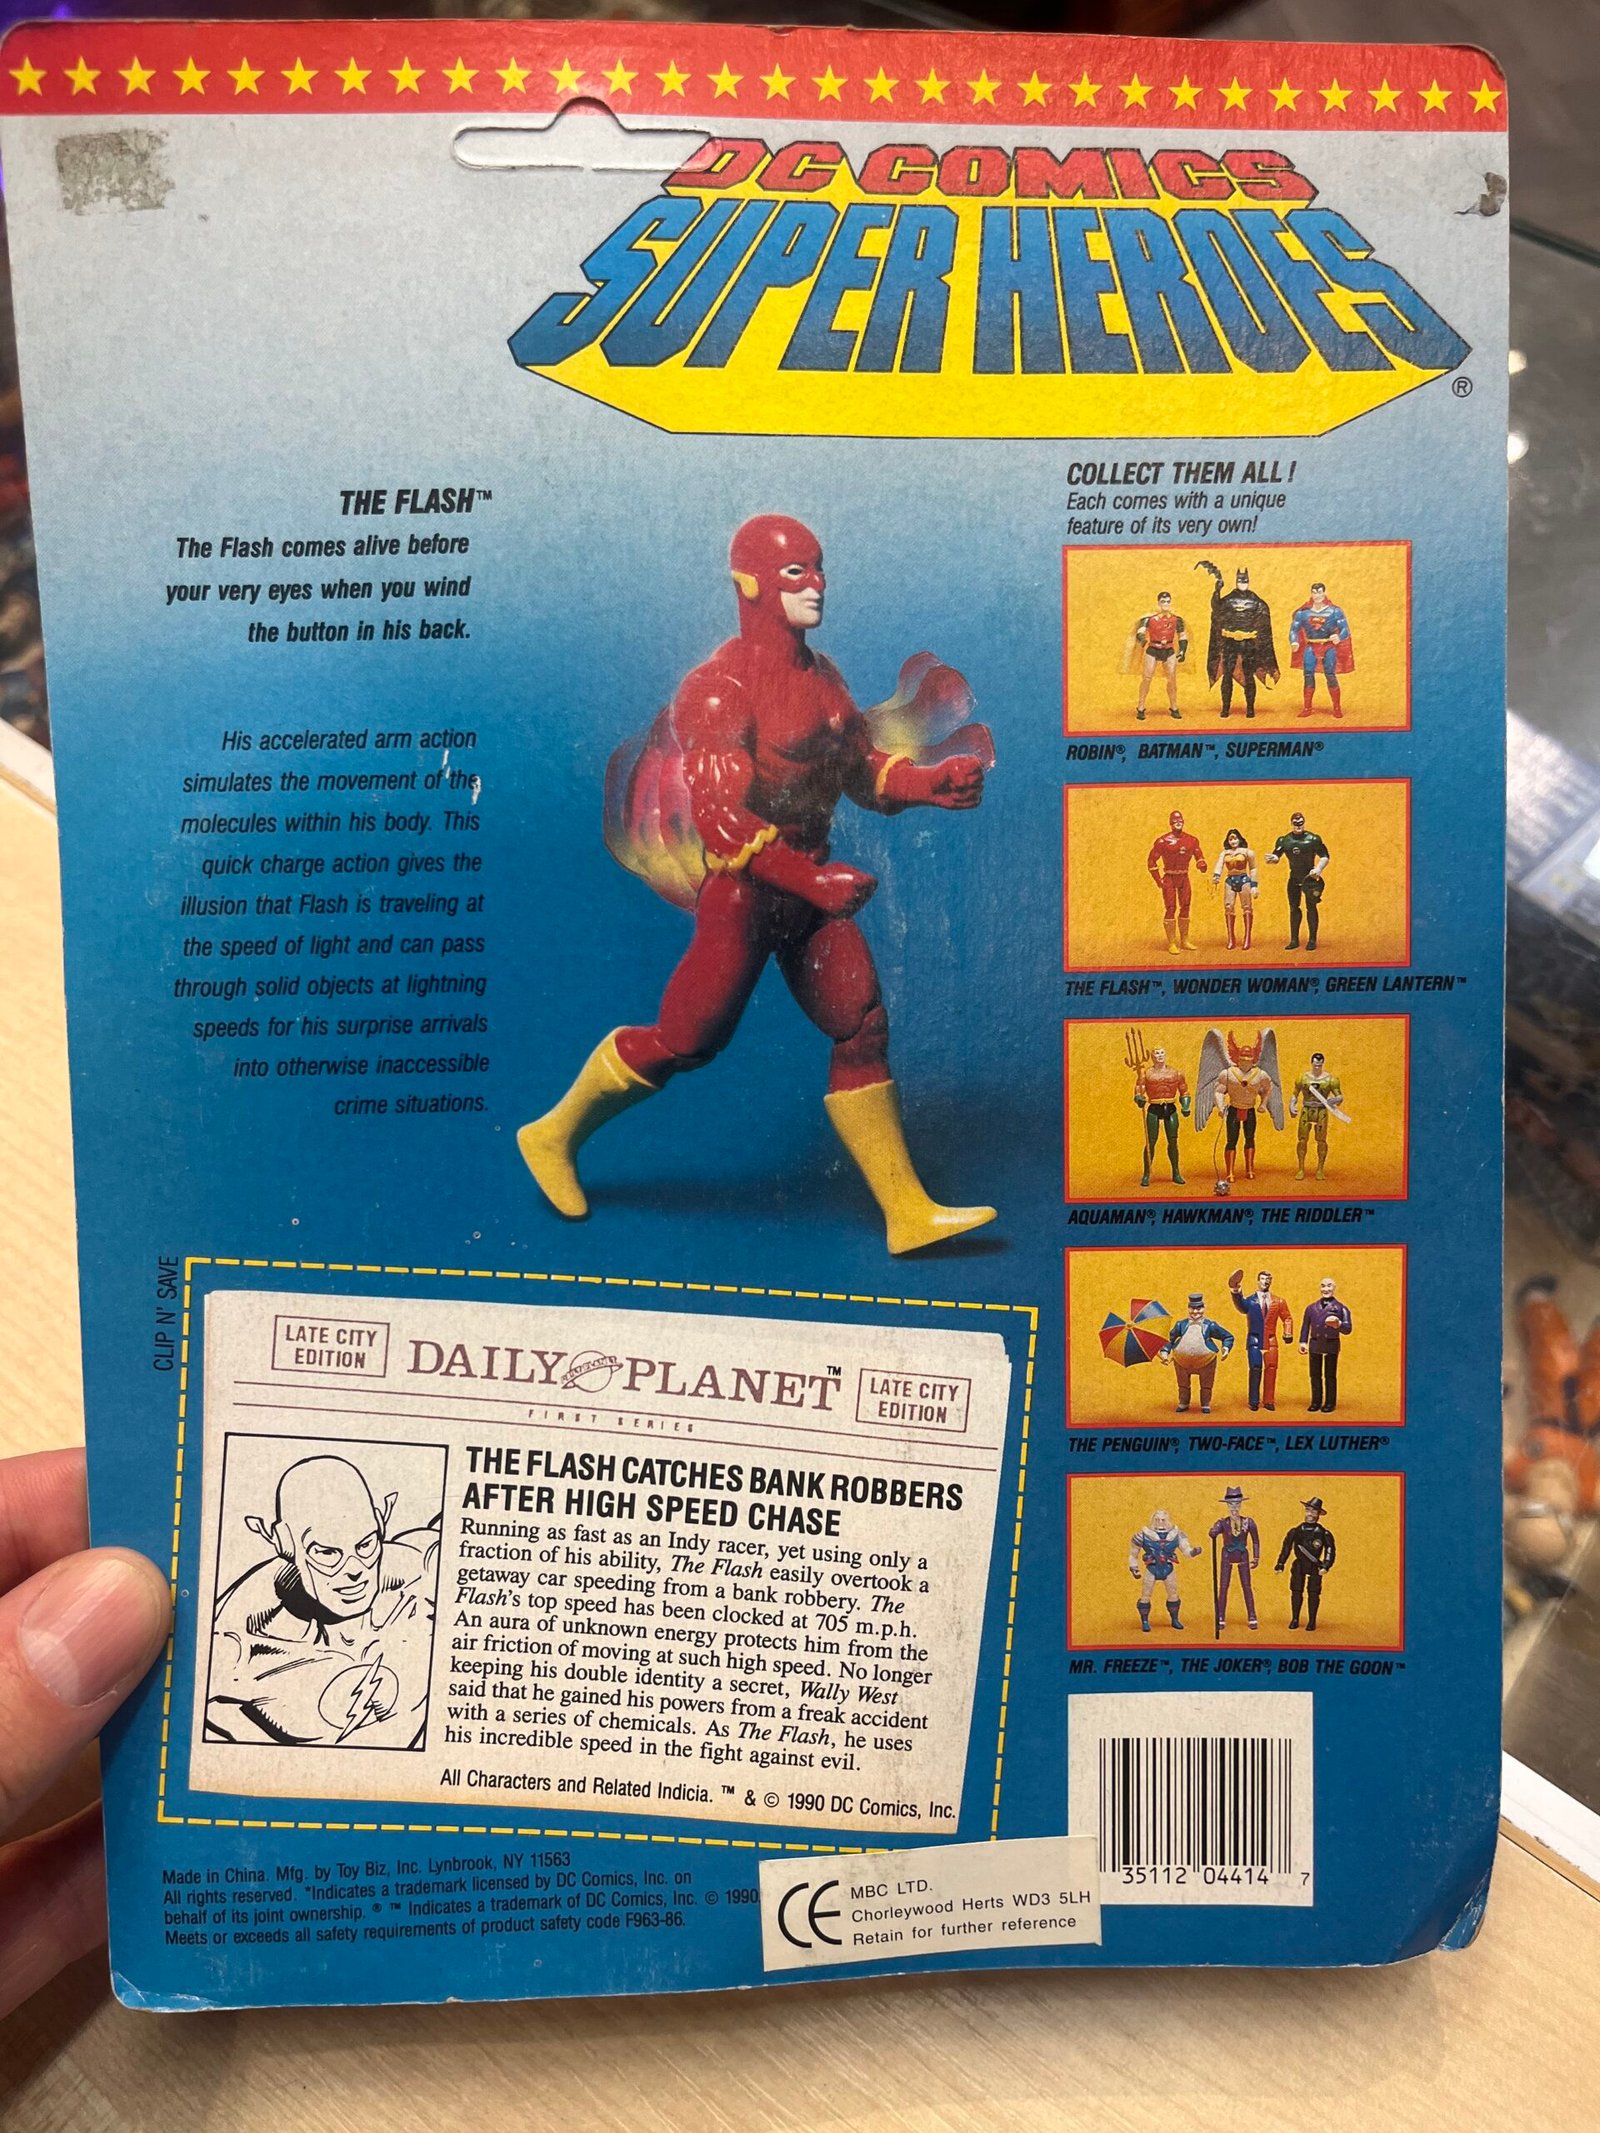 DC COMICS
SUPER HEROES
®
THE FLASH™
The Flash comes alive before
your very eyes when you wind
the button in his back.
His accelerated arm action
simulates the movement of the
molecules within his body. This
quick charge action gives the
illusion that Flash is traveling at
the speed of light and can pass
through solid objects at lightning
speeds for his surprise arrivals
into otherwise inaccessible
crime situations.
COLLECT THEM ALL!
Each comes with a unique
feature of its very own!
ROBIN®, BATMAN™, SUPERMAN®
THE FLASH™, WONDER WOMAN®, GREEN LANTERN™
AQUAMAN®, HAWKMAN®, THE RIDDLER™
THE PENGUIN®, TWO-FACE™, LEX LUTHER®
MR. FREEZE™, THE JOKER®, BOB THE GOON™
CLIP N' SAVE
LATE CITY
EDITION
DAILY PLANET™
LATE CITY
EDITION
FIRST SERIES
THE FLASH CATCHES BANK ROBBERS
AFTER HIGH SPEED CHASE
Running as fast as an Indy racer, yet using only a
fraction of his ability, The Flash easily overtook a
getaway car speeding from a bank robbery. The
Flash's top speed has been clocked at 705 m.p.h.
An aura of unknown energy protects him from the
air friction of moving at such high speed. No longer
keeping his double identity a secret, Wally West
said that he gained his powers from a freak accident
with a series of chemicals. As The Flash, he uses
his incredible speed in the fight against evil.
All Characters and Related Indicia. ™ & © 1990 DC Comics, Inc.
Made in China. Mfg. by Toy Biz, Inc. Lynbrook, NY 11563
All rights reserved. *Indicates a trademark licensed by DC Comics, Inc. on
behalf of its joint ownership. ® ™ Indicates a trademark of DC Comics, Inc. © 1990
Meets or exceeds all safety requirements of product safety code F963-86.
CE
MBC LTD.
Chorleywood Herts WD3 5LH
Retain for further reference
35112 04414 7